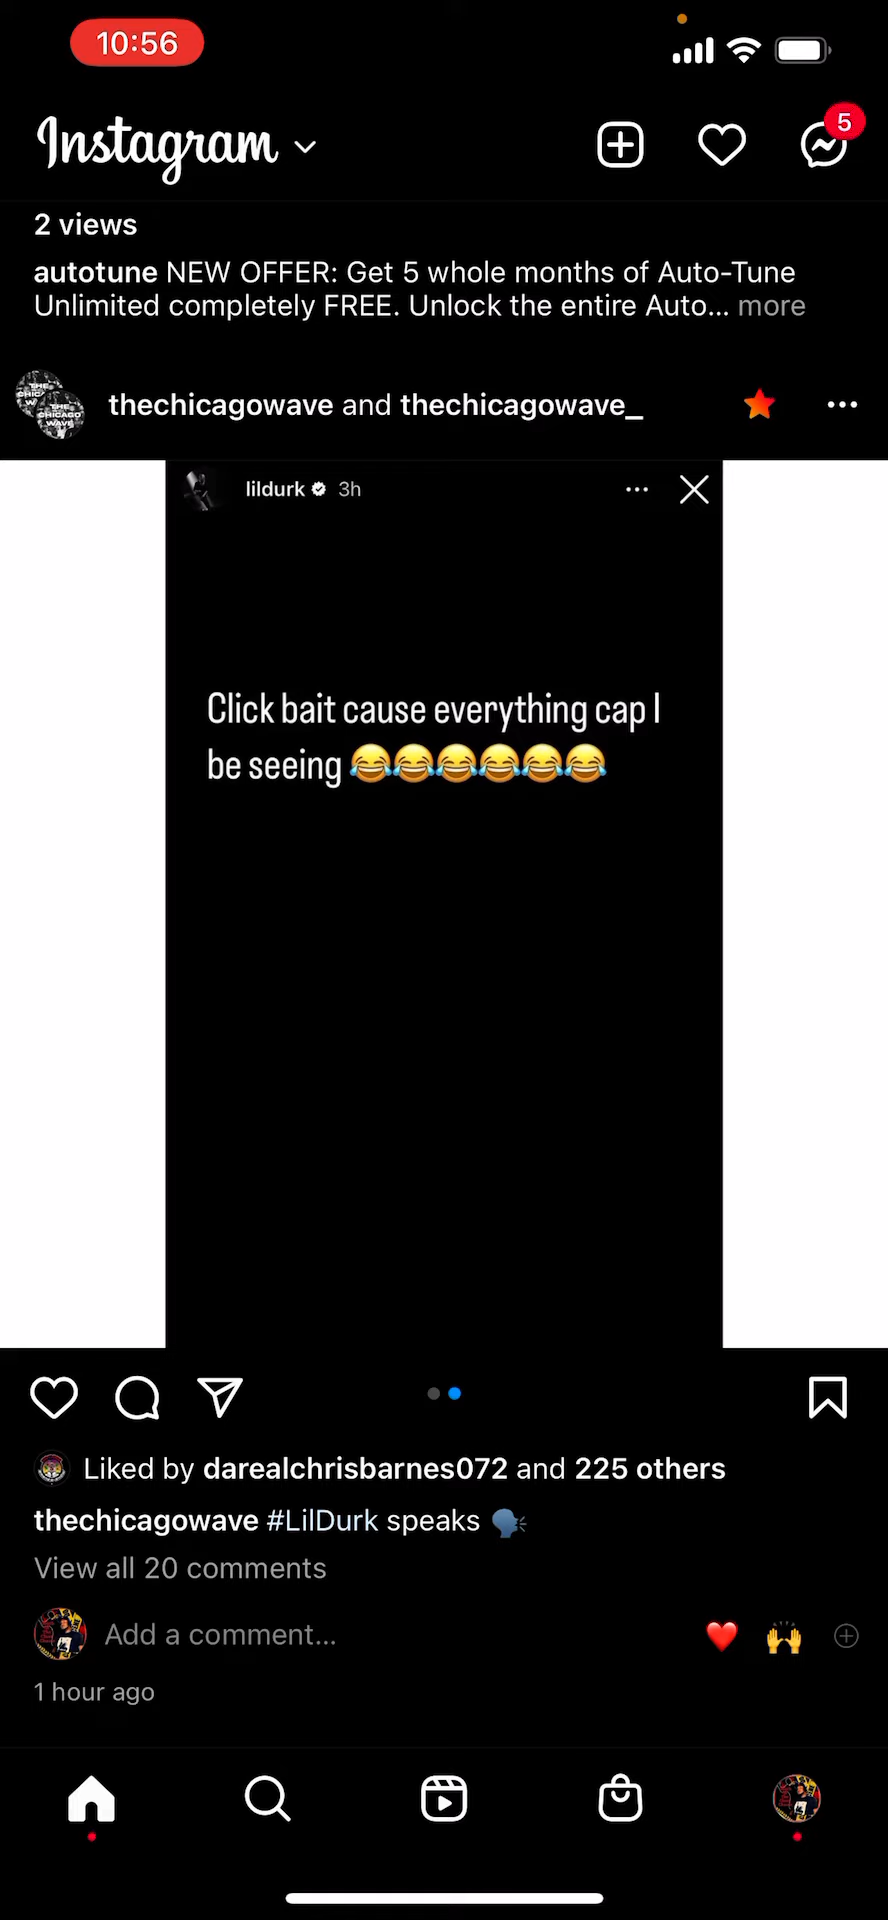 10:56
Instagram
5
2 views
autotune NEW OFFER: Get 5 whole months of Auto-Tune
Unlimited completely FREE. Unlock the entire Auto... more
thechicagowave and thechicagowave_
lildurk 3h
Click bait cause everything cap I
be seeing 😂😂😂😂😂😂
Liked by darealchrisbarnes072 and 225 others
thechicagowave #LilDurk speaks 🗣
View all 20 comments
Add a comment...
1 hour ago